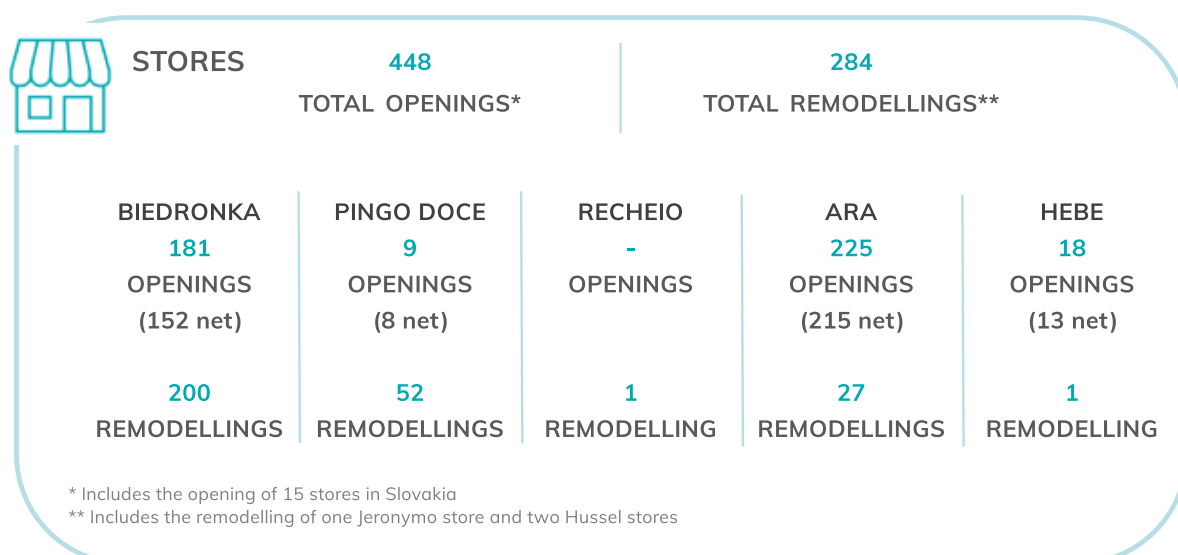 STORES
448
TOTAL OPENINGS*
284
TOTAL REMODELLINGS**
BIEDRONKA
181
OPENINGS
(152 net)
200
REMODELLINGS
PINGO DOCE
9
OPENINGS
(8 net)
52
REMODELLINGS
RECHEIO
-
OPENINGS
1
REMODELLING
ARA
225
OPENINGS
(215 net)
27
REMODELLINGS
HEBE
18
OPENINGS
(13 net)
1
REMODELLING
* Includes the opening of 15 stores in Slovakia
** Includes the remodelling of one Jeronymo store and two Hussel stores